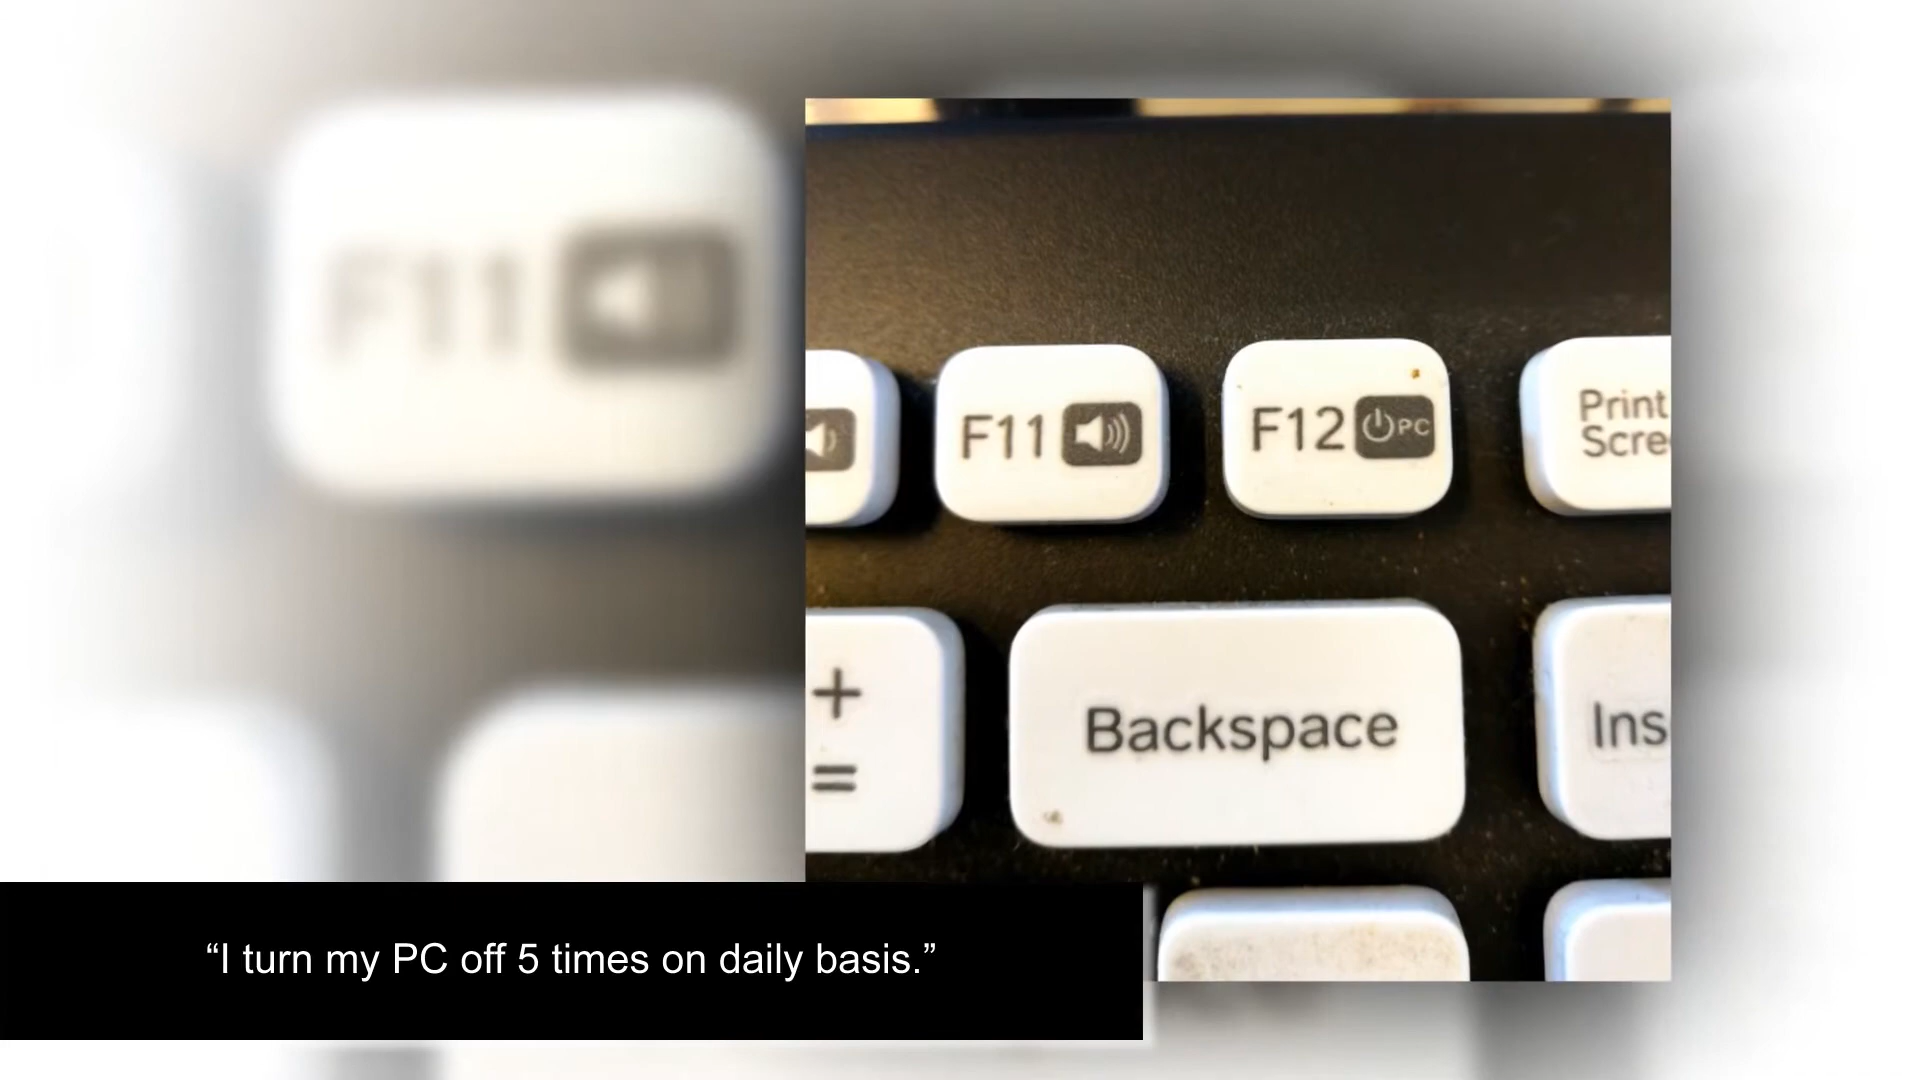 F11
F11
F12 PC
Print
Scre
+
=
Backspace
Ins
“I turn my PC off 5 times on daily basis.”